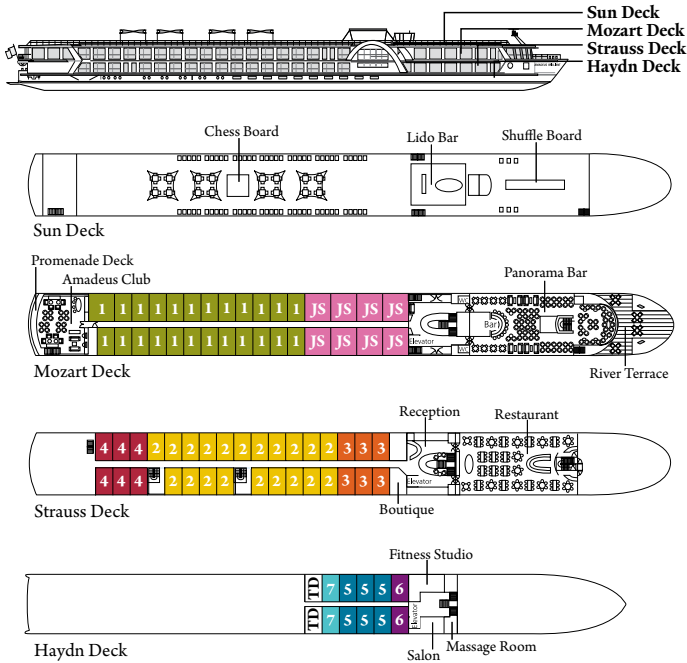 Sun Deck
Mozart Deck
Strauss Deck
Haydn Deck
Chess Board
Lido Bar
Shuffle Board
Sun Deck
Promenade Deck
Amadeus Club
Panorama Bar
1 1 1 1 1 1 1 1 1 1 1 JS JS JS JS
WC
Bar
1 1 1 1 1 1 1 1 1 1 1 JS JS JS JS
Elevator
WC
Mozart Deck
River Terrace
Reception
Restaurant
4 4 4 2 2 2 2 2 2 2 2 2 2 2 3 3 3
4 4 4 2 2 2 2 2 2 2 2 2 3 3 3
Elevator
Strauss Deck
Boutique
Fitness Studio
TD 7 5 5 5 6
TD 7 5 5 5 6
Elevator
Haydn Deck
Salon
Massage Room